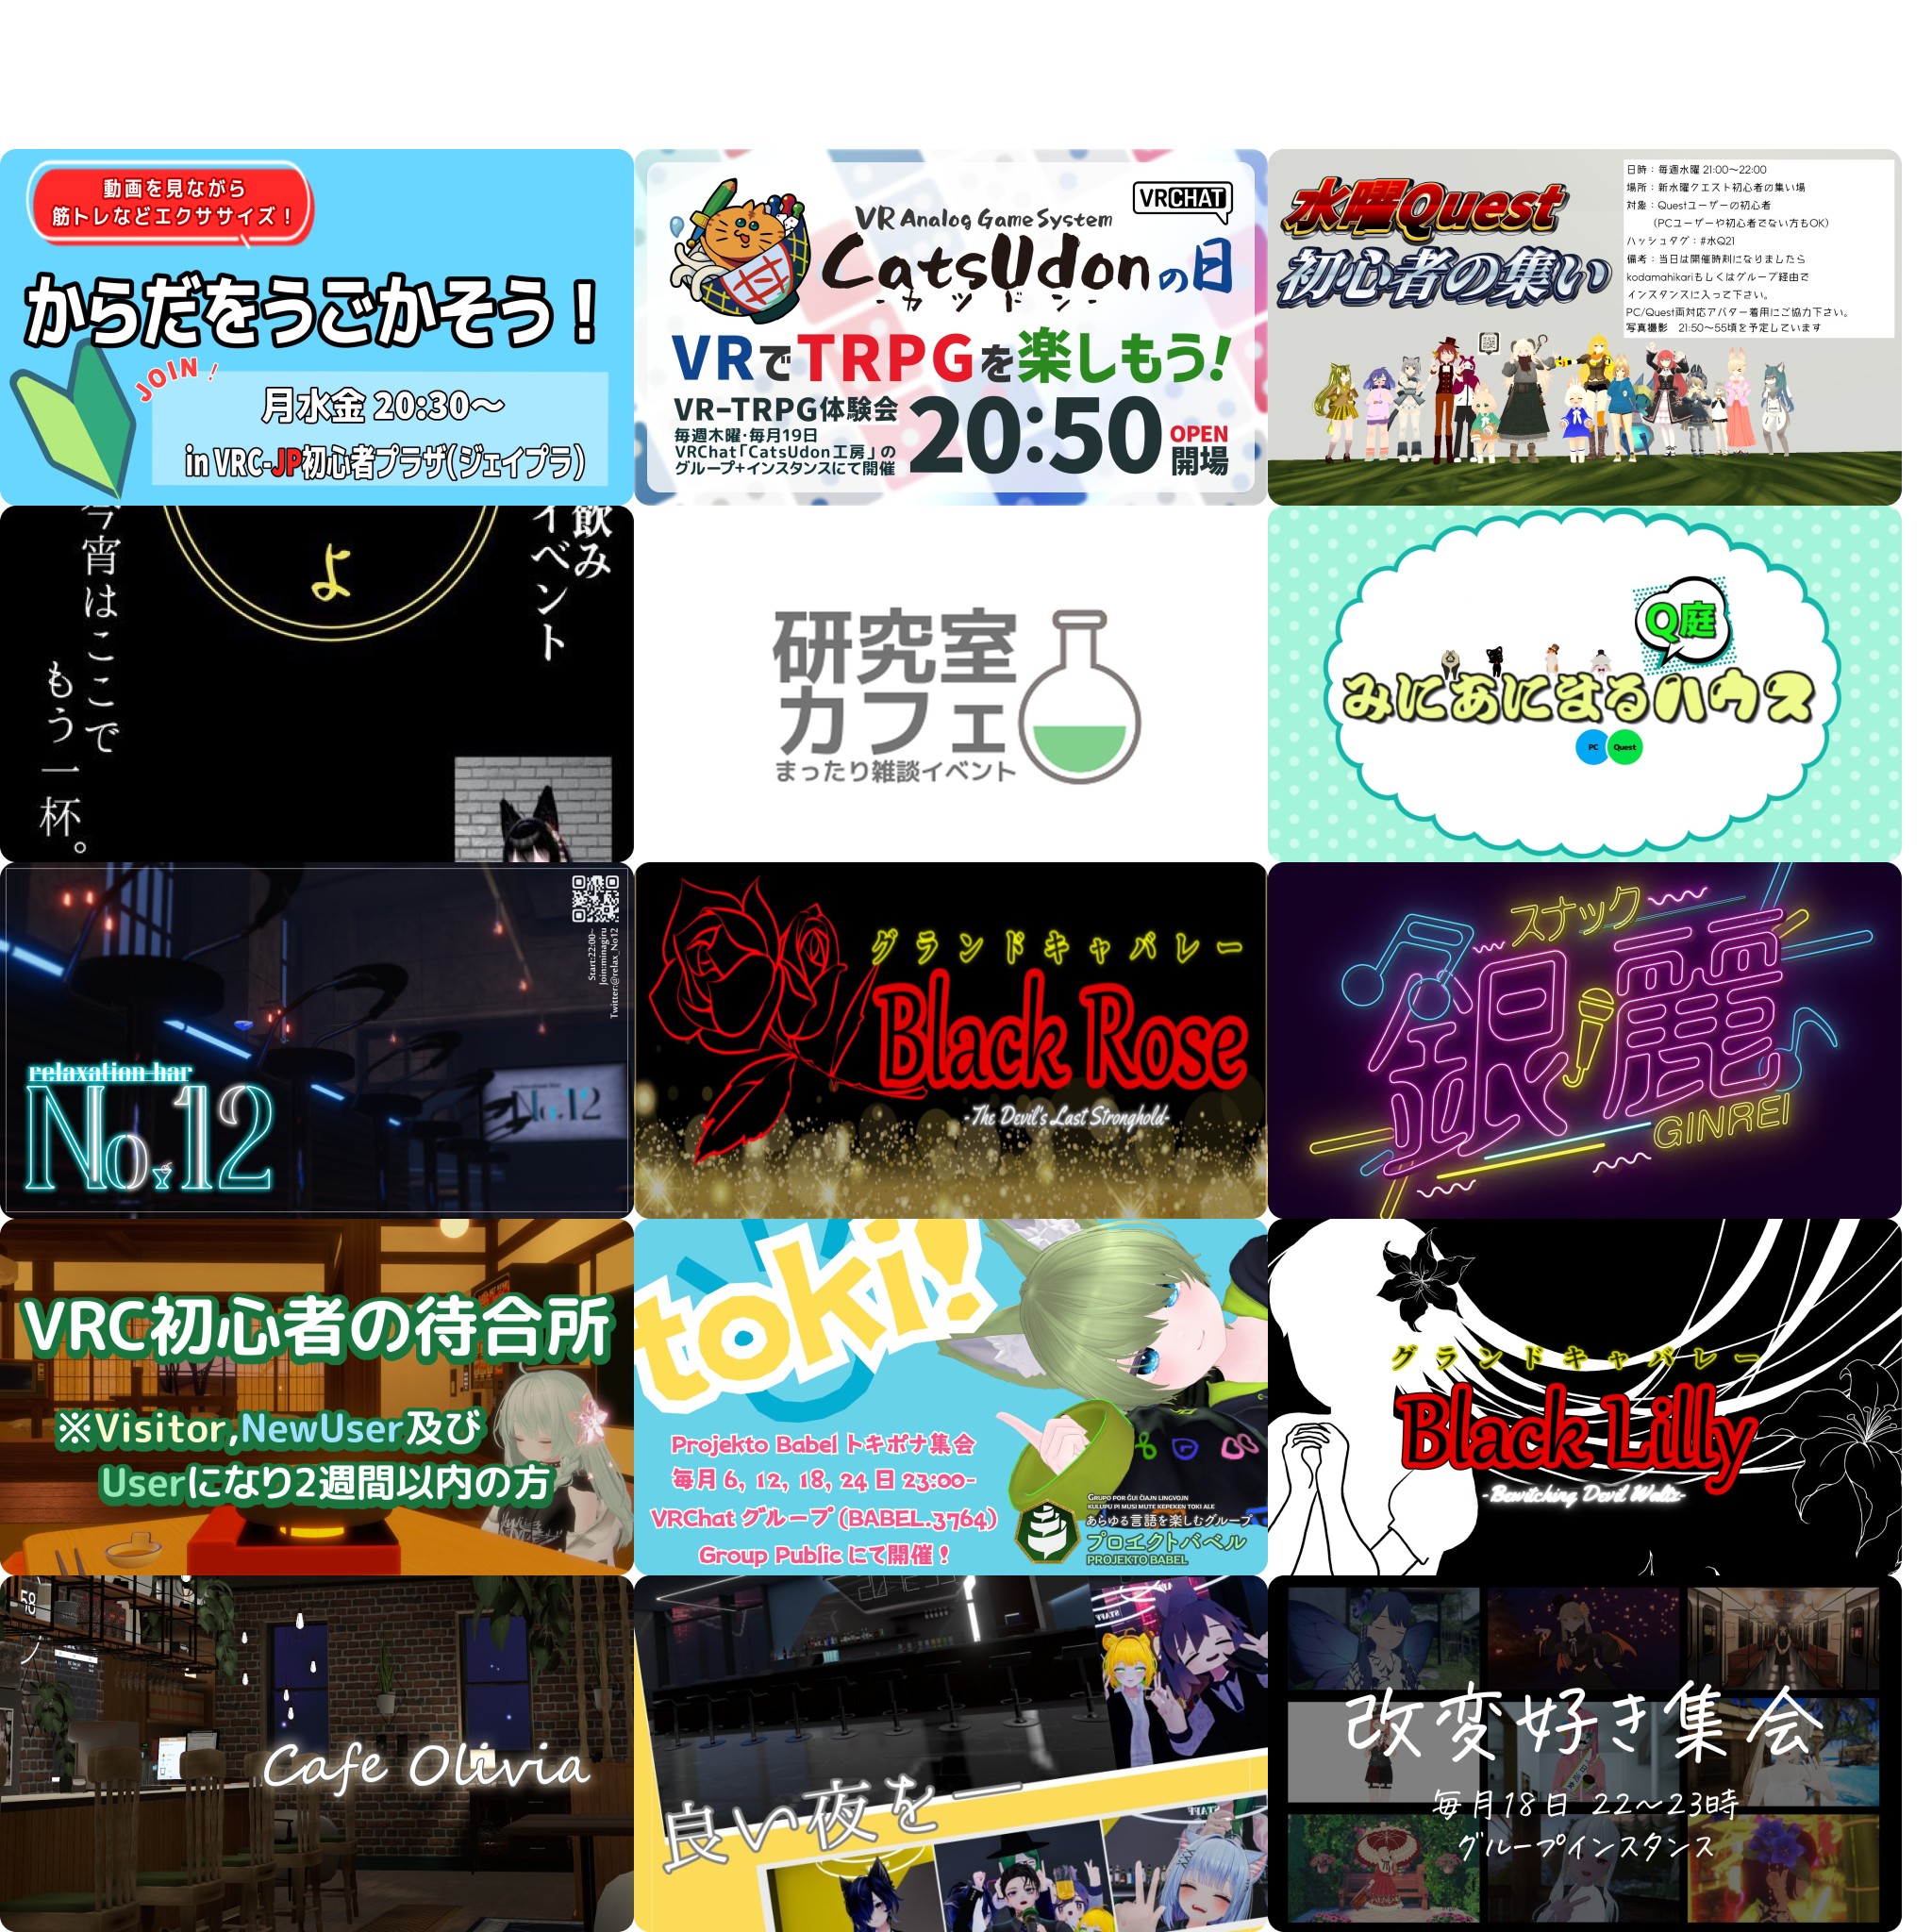 動画を見ながら
筋トレなどエクササイズ！
からだをうごかそう！
JOIN！
月水金 20:30〜
in VRC-JP初心者プラザ(ジェイプラ)
VRCHAT
VR Analog Game System
CatsUdonの日
-カツドン-
VRでTRPGを楽しもう!
VR-TRPG体験会
毎週木曜･毎月19日
VRChat「CatsUdon工房」の
グループ+インスタンスにて開催
20:50
OPEN
開場
水曜Quest
初心者の集い
日時：毎週水曜 21:00〜22:00
場所：新水曜クエスト初心者の集い場
対象：Questユーザーの初心者
（PCユーザーや初心者でない方もOK）
ハッシュタグ：#水Q21
備考：当日は開催時刻になりましたら
kodamahikariもしくはグループ経由で
インスタンスに入って下さい。
PC/Quest両対応アバター着用にご協力下さい。
写真撮影　21:50〜55頃を予定しています
飲み
イベント
よ
今宵はここで
もう一杯。
研究室
カフェ
まったり雑談イベント
Q庭
みにあにまるハウス
PC
Quest
Start:22:00~
Join:minagiru
Twitter:@relax_No12
relaxation bar
No.12
relaxation bar
No.12
グランドキャバレー
Black Rose
-The Devil's Last Stronghold-
スナック
銀麗
GINREI
VRC初心者の待合所
※Visitor,NewUser及び
Userになり2週間以内の方
toki!
Projekto Babel トキポナ集会
毎月 6, 12, 18, 24 日 23:00-
VRChat グループ (BABEL.3764)
Group Public にて開催！
GRUPO POR ĜUI ĈIAJN LINGVOJN
KULUPU PI MUSI MUTE KEPEKEN TOKI ALE
あらゆる言語を楽しむグループ
プロエクトバベル
PROJEKTO BABEL
グランドキャバレー
Black Lilly
-Bewitching Devil Waltz-
58
Cafe Olivia
STAFF
良い夜を―
改変好き集会
毎月18日 22〜23時
グループインスタンス